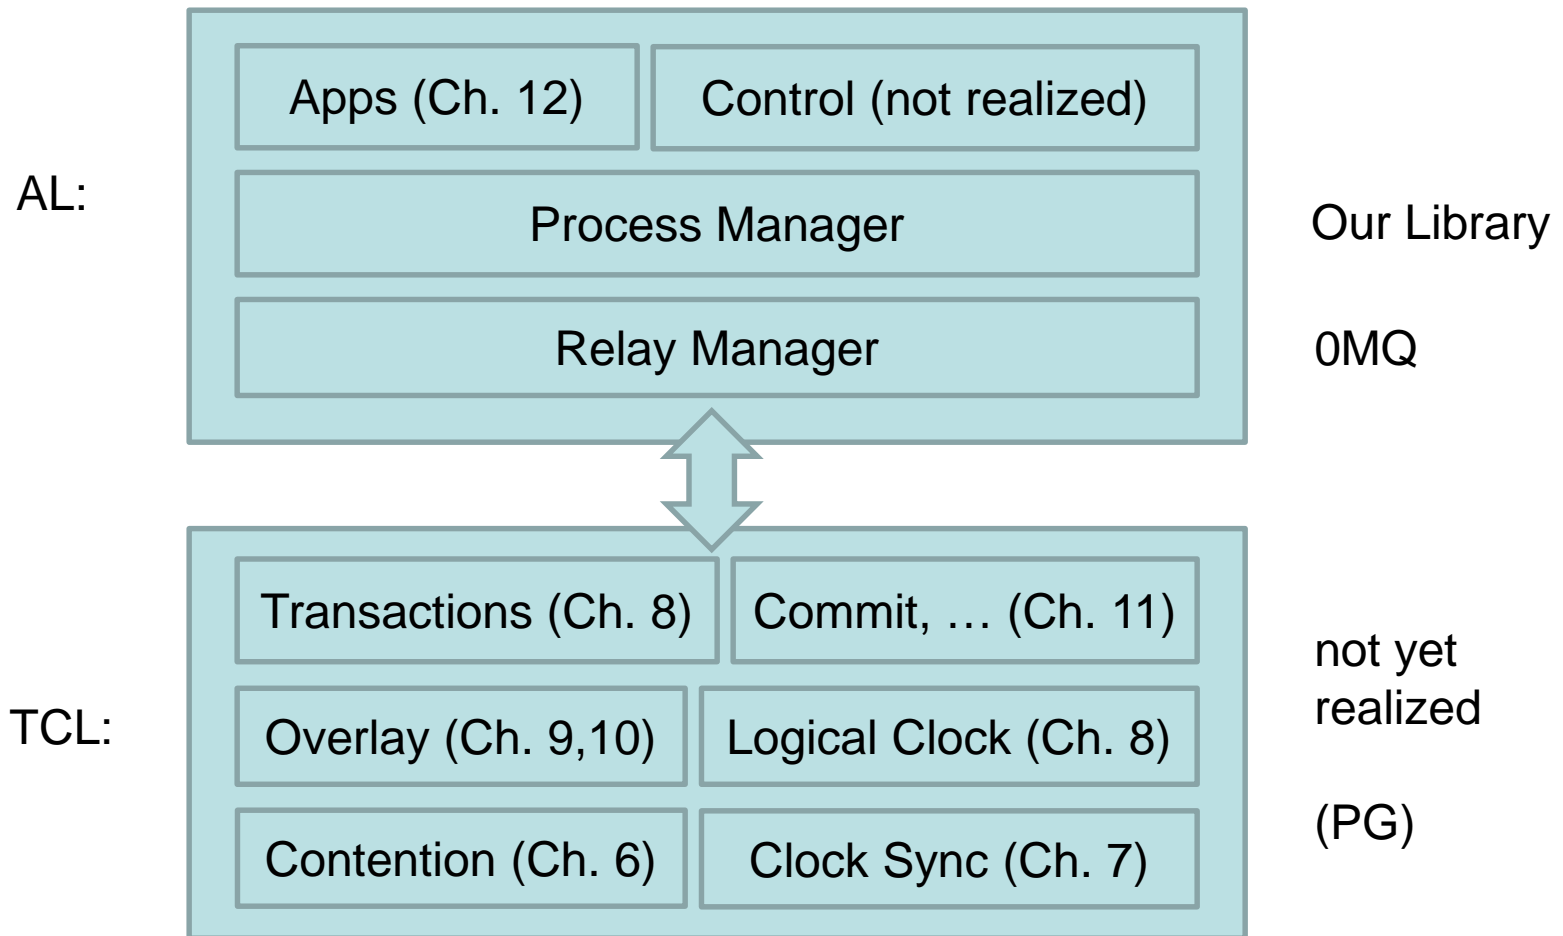 Apps (Ch. 12)
Control (not realized)
AL:
Process Manager
Our Library
Relay Manager
0MQ
Transactions (Ch. 8)
Commit, … (Ch. 11)
not yet
realized
TCL:
Overlay (Ch. 9,10)
Logical Clock (Ch. 8)
(PG)
Contention (Ch. 6)
Clock Sync (Ch. 7)